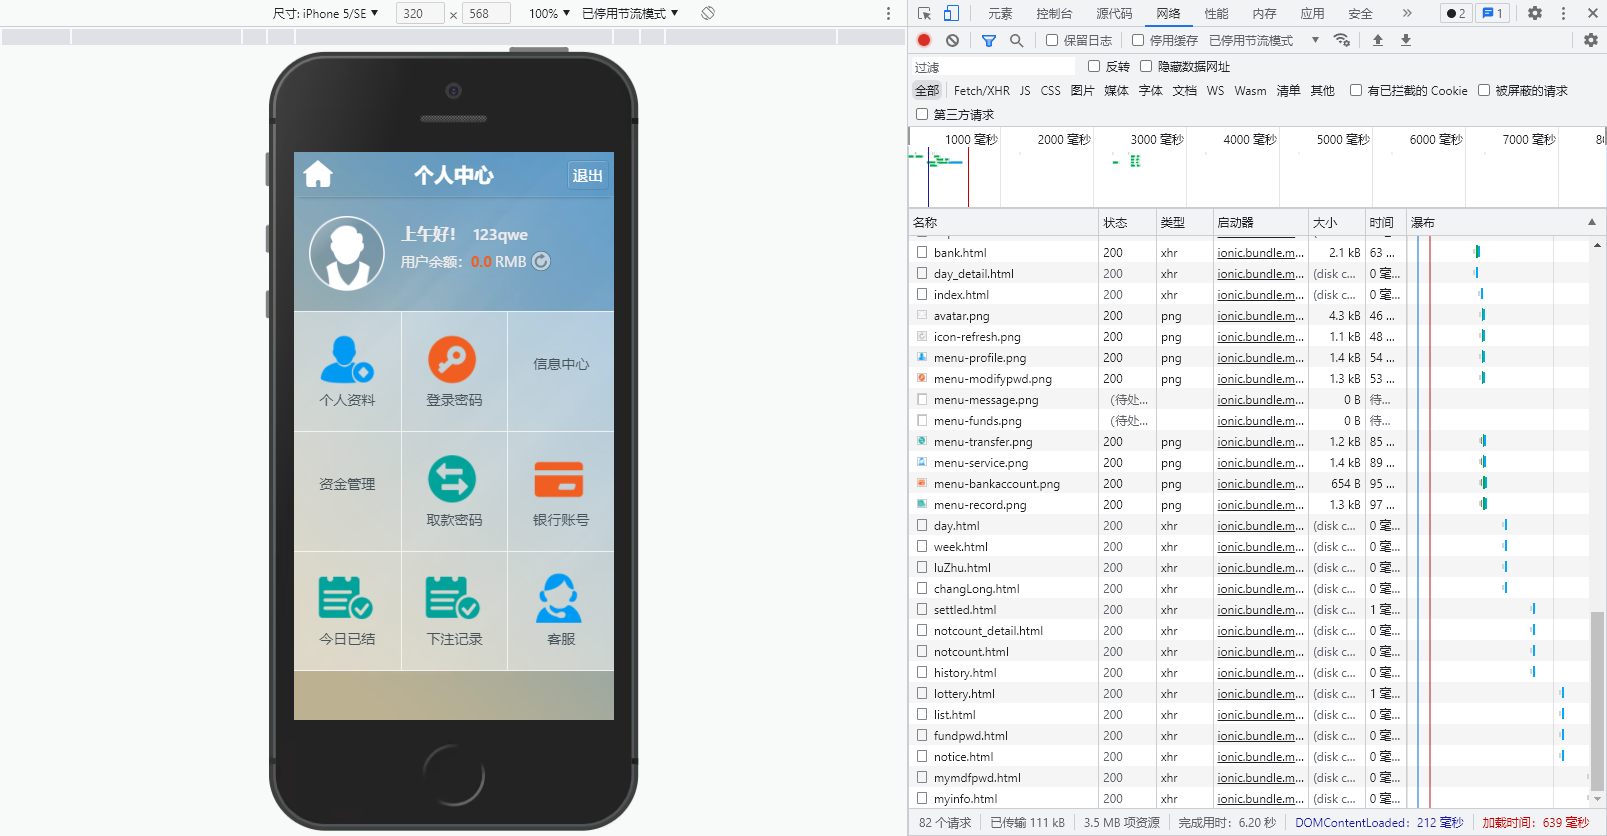 尺寸: iPhone 5/SE ▼ 320 × 568 100% ▼ 已停用节流模式 ▼
元素 控制台 源代码 网络 性能 内存 应用 安全 » 2 1
保留日志 停用缓存 已停用节流模式 ▼
过滤 反转 隐藏数据网址
全部 Fetch/XHR JS CSS 图片 媒体 字体 文档 WS Wasm 清单 其他 有已拦截的 Cookie 被屏蔽的请求
第三方请求
1000 毫秒 2000 毫秒 3000 毫秒 4000 毫秒 5000 毫秒 6000 毫秒 7000 毫秒
个人中心 退出
上午好! 123qwe
用户余额: 0.0 RMB
个人资料 登录密码 信息中心
资金管理 取款密码 银行账号
今日已结 下注记录 客服
名称 状态 类型 启动器 大小 时间 瀑布
bank.html 200 xhr ionic.bundle.m... 2.1 kB 63 ...
day_detail.html 200 xhr ionic.bundle.m... (disk c... 0 毫...
index.html 200 xhr ionic.bundle.m... (disk c... 0 毫...
avatar.png 200 png ionic.bundle.m... 4.3 kB 46 ...
icon-refresh.png 200 png ionic.bundle.m... 1.1 kB 48 ...
menu-profile.png 200 png ionic.bundle.m... 1.4 kB 54 ...
menu-modifypwd.png 200 png ionic.bundle.m... 1.3 kB 53 ...
menu-message.png (待处... ionic.bundle.m... 0 B 待...
menu-funds.png (待处... ionic.bundle.m... 0 B 待...
menu-transfer.png 200 png ionic.bundle.m... 1.2 kB 85 ...
menu-service.png 200 png ionic.bundle.m... 1.4 kB 89 ...
menu-bankaccount.png 200 png ionic.bundle.m... 654 B 95 ...
menu-record.png 200 png ionic.bundle.m... 1.3 kB 97 ...
day.html 200 xhr ionic.bundle.m... (disk c... 0 毫...
week.html 200 xhr ionic.bundle.m... (disk c... 0 毫...
luZhu.html 200 xhr ionic.bundle.m... (disk c... 0 毫...
changLong.html 200 xhr ionic.bundle.m... (disk c... 0 毫...
settled.html 200 xhr ionic.bundle.m... (disk c... 1 毫...
notcount_detail.html 200 xhr ionic.bundle.m... (disk c... 0 毫...
notcount.html 200 xhr ionic.bundle.m... (disk c... 0 毫...
history.html 200 xhr ionic.bundle.m... (disk c... 0 毫...
lottery.html 200 xhr ionic.bundle.m... (disk c... 1 毫...
list.html 200 xhr ionic.bundle.m... (disk c... 0 毫...
fundpwd.html 200 xhr ionic.bundle.m... (disk c... 0 毫...
notice.html 200 xhr ionic.bundle.m... (disk c... 0 毫...
mymdfpwd.html 200 xhr ionic.bundle.m... (disk c... 0 毫...
myinfo.html 200 xhr ionic.bundle.m... (disk c... 0 毫...
82 个请求 已传输 111 kB 3.5 MB 项资源 完成用时: 6.20 秒 DOMContentLoaded: 212 毫秒 加载时间: 639 毫秒